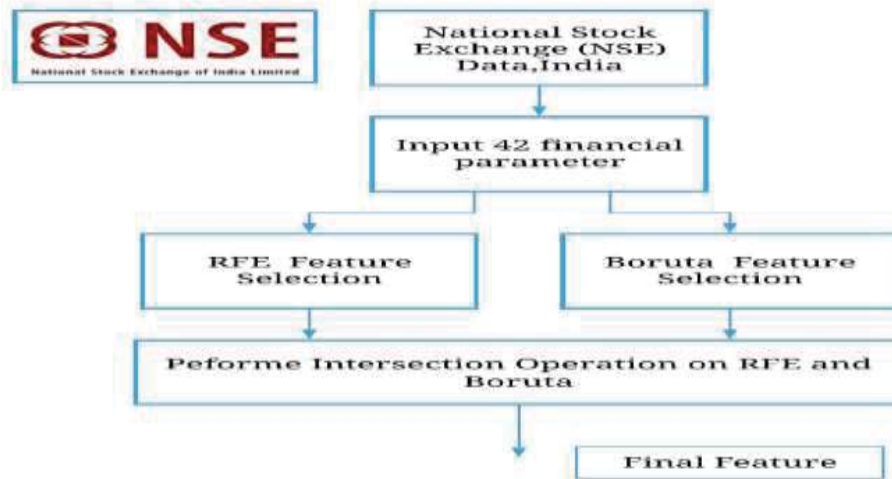 NSE
National Stock Exchange of India Limited
National Stock
Exchange (NSE)
Data,India
Input 42 financial
parameter
RFE Feature
Selection
Boruta Feature
Selection
Peforme Intersection Operation on RFE and
Boruta
Final Feature